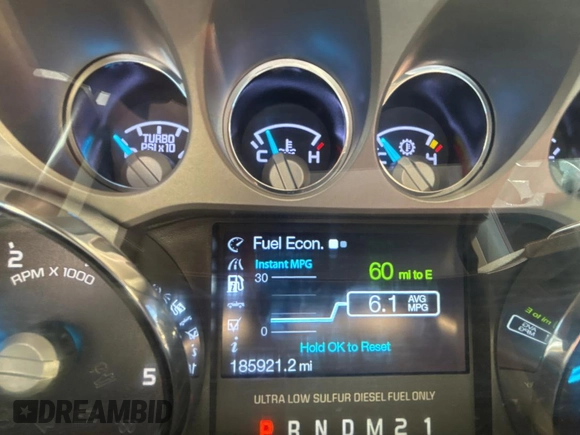 TURBO
PSI x 10
C H
4
Fuel Econ.
Instant MPG
30
60 mi to E
6.1 AVG MPG
0
Hold OK to Reset
185921.2 mi
2
RPM X 1000
5
ULTRA LOW SULFUR DIESEL FUEL ONLY
P R N D M 2 1
DREAMBID